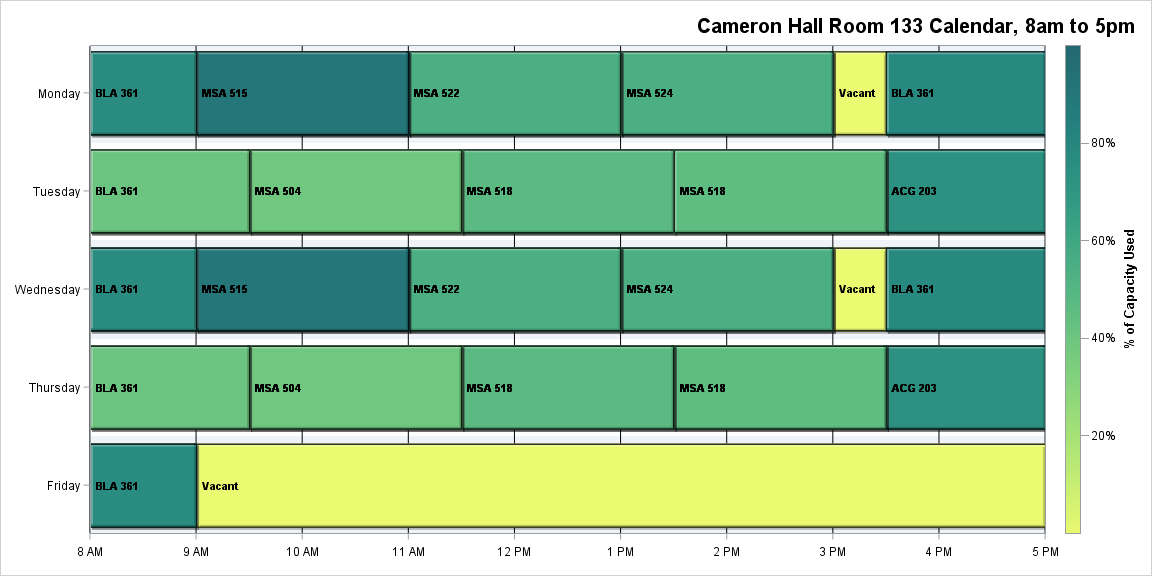 Cameron Hall Room 133 Calendar, 8am to 5pm
Monday BLA 361 MSA 515 MSA 522 MSA 524 Vacant BLA 361
80%
Tuesday BLA 361 MSA 504 MSA 518 MSA 518 ACG 203
60%
% of Capacity Used
Wednesday BLA 361 MSA 515 MSA 522 MSA 524 Vacant BLA 361
40%
Thursday BLA 361 MSA 504 MSA 518 MSA 518 ACG 203
20%
Friday BLA 361 Vacant
8 AM 9 AM 10 AM 11 AM 12 PM 1 PM 2 PM 3 PM 4 PM 5 PM